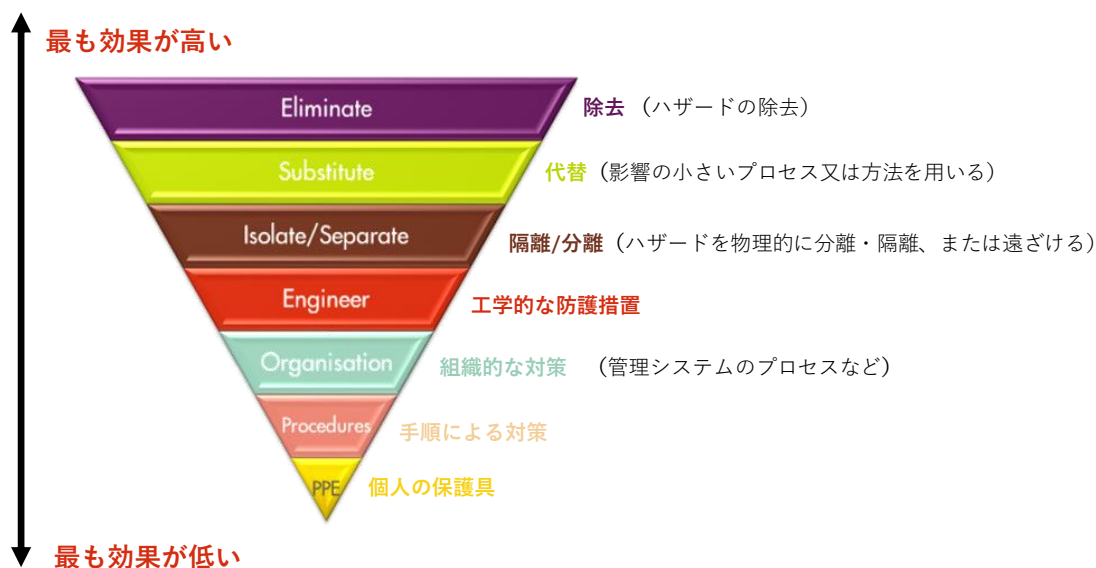 最も効果が高い
Eliminate 除去 （ハザードの除去）
Substitute 代替（影響の小さいプロセス又は方法を用いる）
Isolate/Separate 隔離/分離（ハザードを物理的に分離・隔離、または遠ざける）
Engineer 工学的な防護措置
Organisation 組織的な対策 （管理システムのプロセスなど）
Procedures 手順による対策
PPE 個人の保護具
最も効果が低い